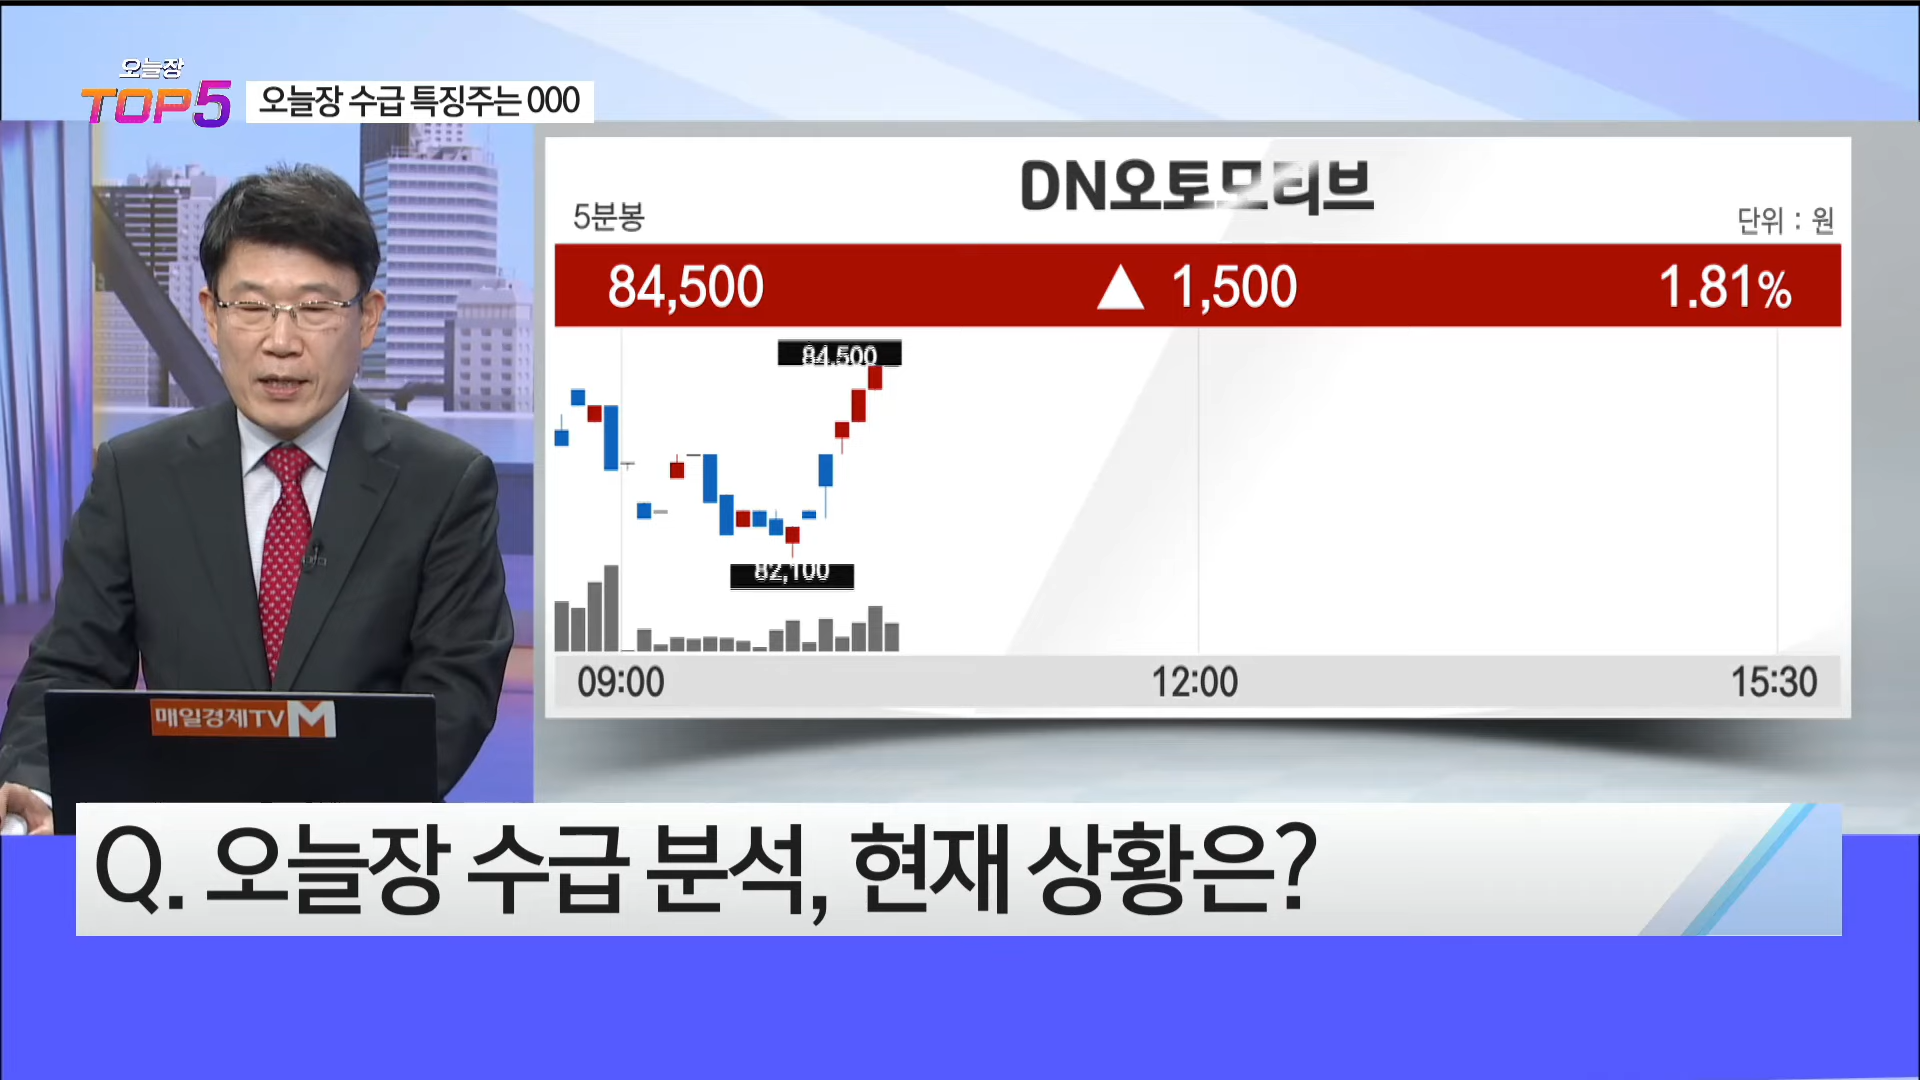 오늘장
TOP5
오늘장 수급 특징주는 OOO
DN오토모리브
5분봉
단위 : 원
84,500 ▲ 1,500 1.81%
84,500
82,100
09:00 12:00 15:30
매일경제TV M
Q. 오늘장 수급 분석, 현재 상황은?